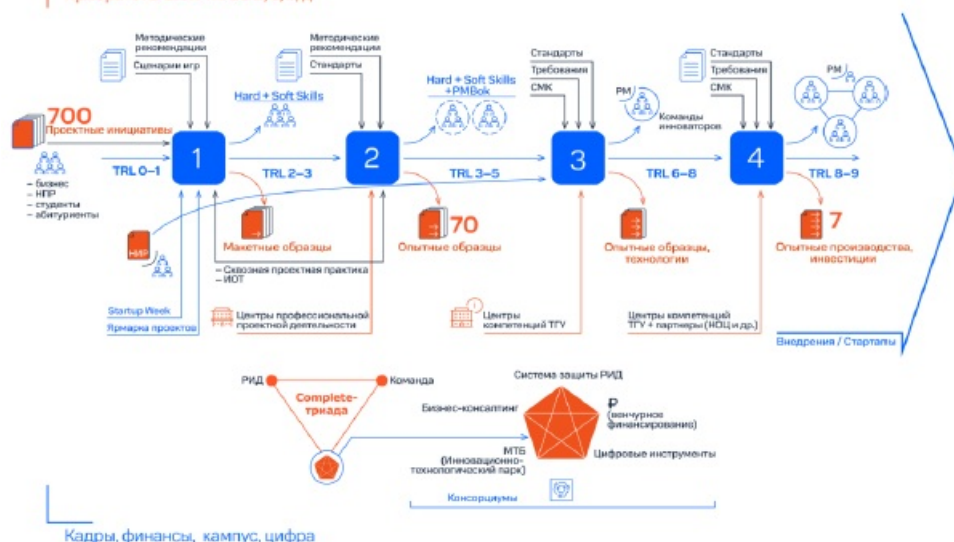 Методические
рекомендации
Сценарии игр
Методические
рекомендации
Стандарты
Стандарты
Требования
СМК
Стандарты
Требования
СМК
Hard + Soft Skills
Hard + Soft Skills
+PMBok
PM
Команды
инноваторов
PM
700
Проектные инициативы
1
2
3
4
TRL 0–1
TRL 2–3
TRL 3–5
TRL 6–8
TRL 8–9
– бизнес
– НПР
– студенты
– абитуриенты
НИР
Макетные образцы
70
Опытные образцы
Опытные образцы,
технологии
7
Опытные производства,
инвестиции
– Сквозная проектная практика
– ИОТ
Startup Week
Ярмарка проектов
Центры профессиональной
проектной деятельности
Центры
компетенций ТГУ
Центры компетенций
ТГУ + партнеры (НОЦ и др.)
Внедрения / Стартапы
РИД
Команда
Complete-
триада
Система защиты РИД
Бизнес-консалтинг
₽
(венчурное
финансирование)
МТБ
(Инновационно-
технологический парк)
Цифровые инструменты
Консорциумы
Кадры, финансы, кампус, цифра